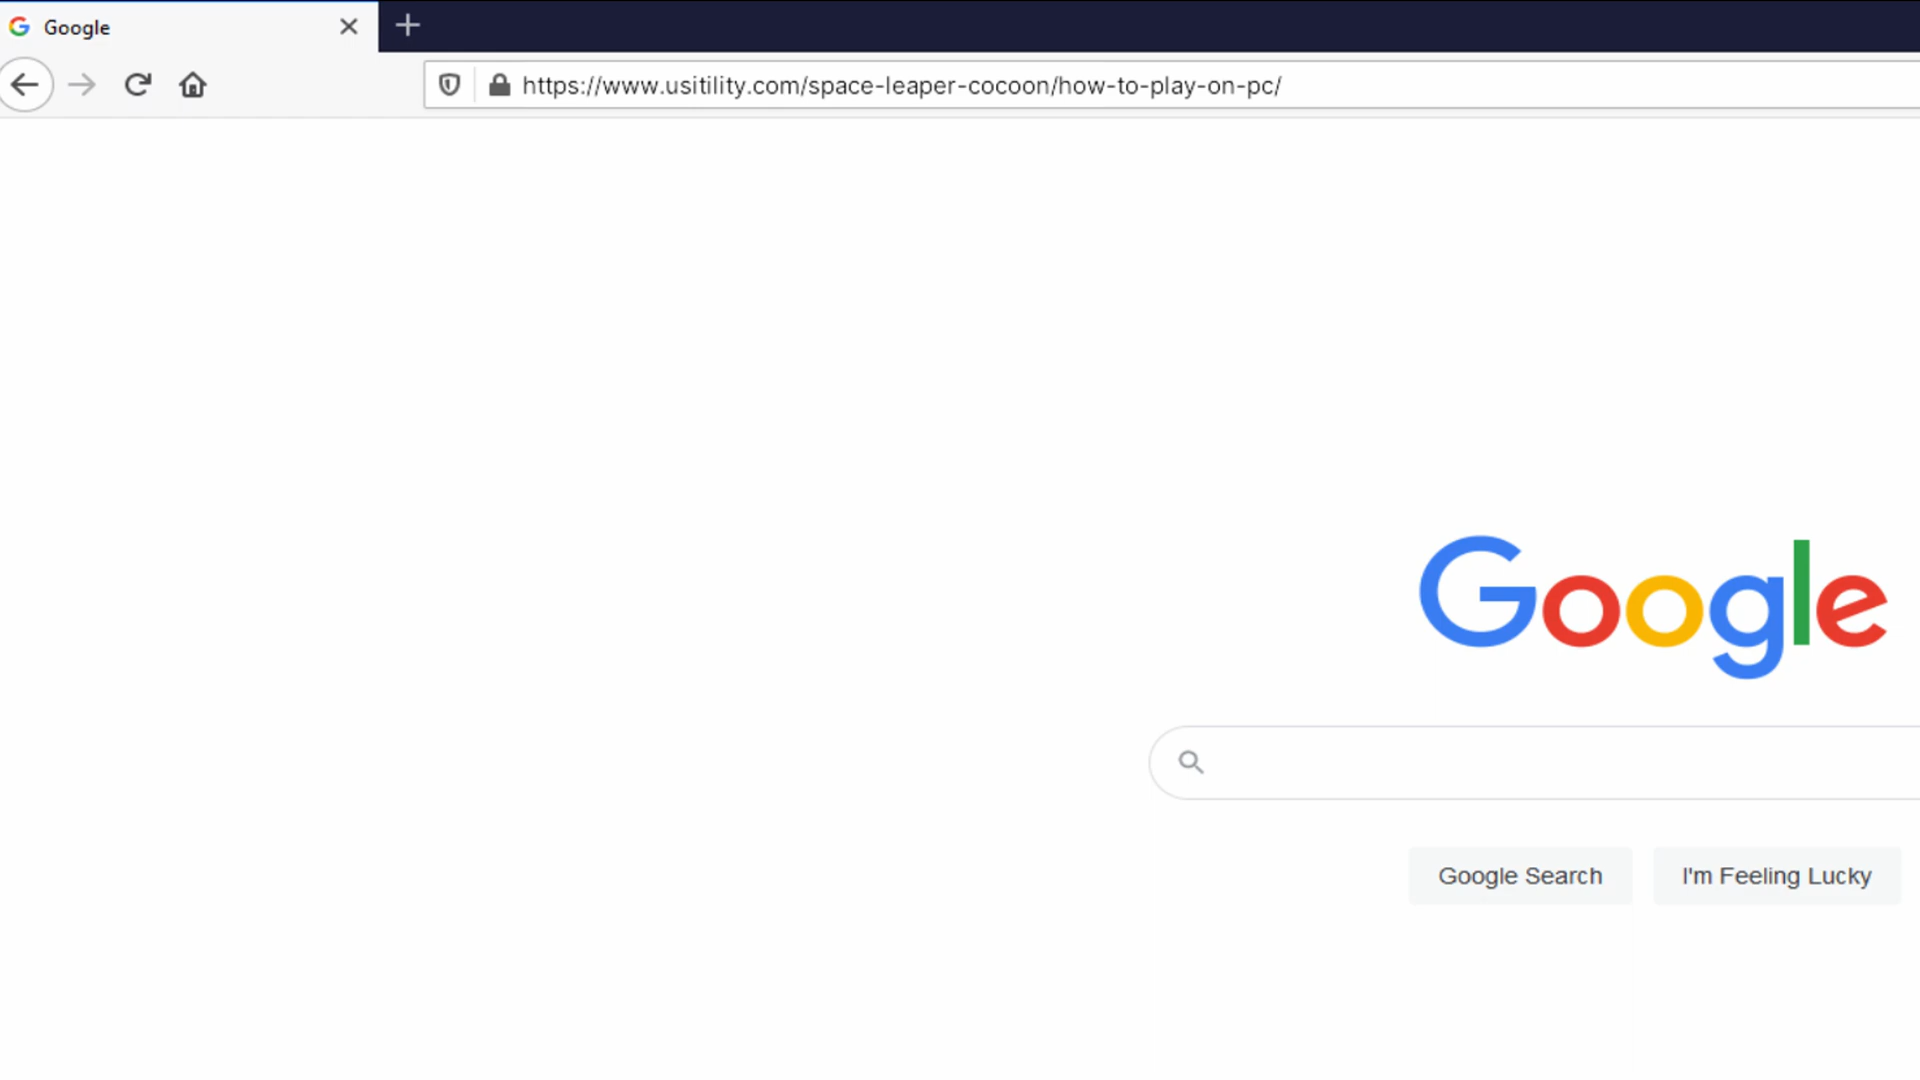 Google
https://www.usitility.com/space-leaper-cocoon/how-to-play-on-pc/
Google
Google Search
I'm Feeling Lucky